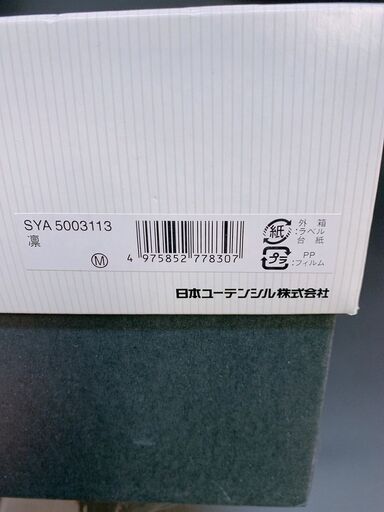 SYA 5003113
凛
M
4 975852 778307
紙
外箱
:ラベル
台紙
プラ
PP
:フィルム
日本ユーテンシル株式会社